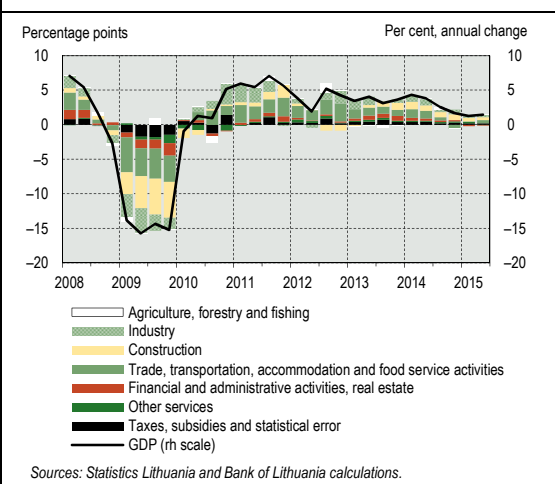 Percentage points Per cent, annual change
10 10
5 5
0 0
–5 –5
–10 –10
–15 –15
–20 –20
2008 2009 2010 2011 2012 2013 2014 2015
Agriculture, forestry and fishing
Industry
Construction
Trade, transportation, accommodation and food service activities
Financial and administrative activities, real estate
Other services
Taxes, subsidies and statistical error
GDP (rh scale)
Sources: Statistics Lithuania and Bank of Lithuania calculations.